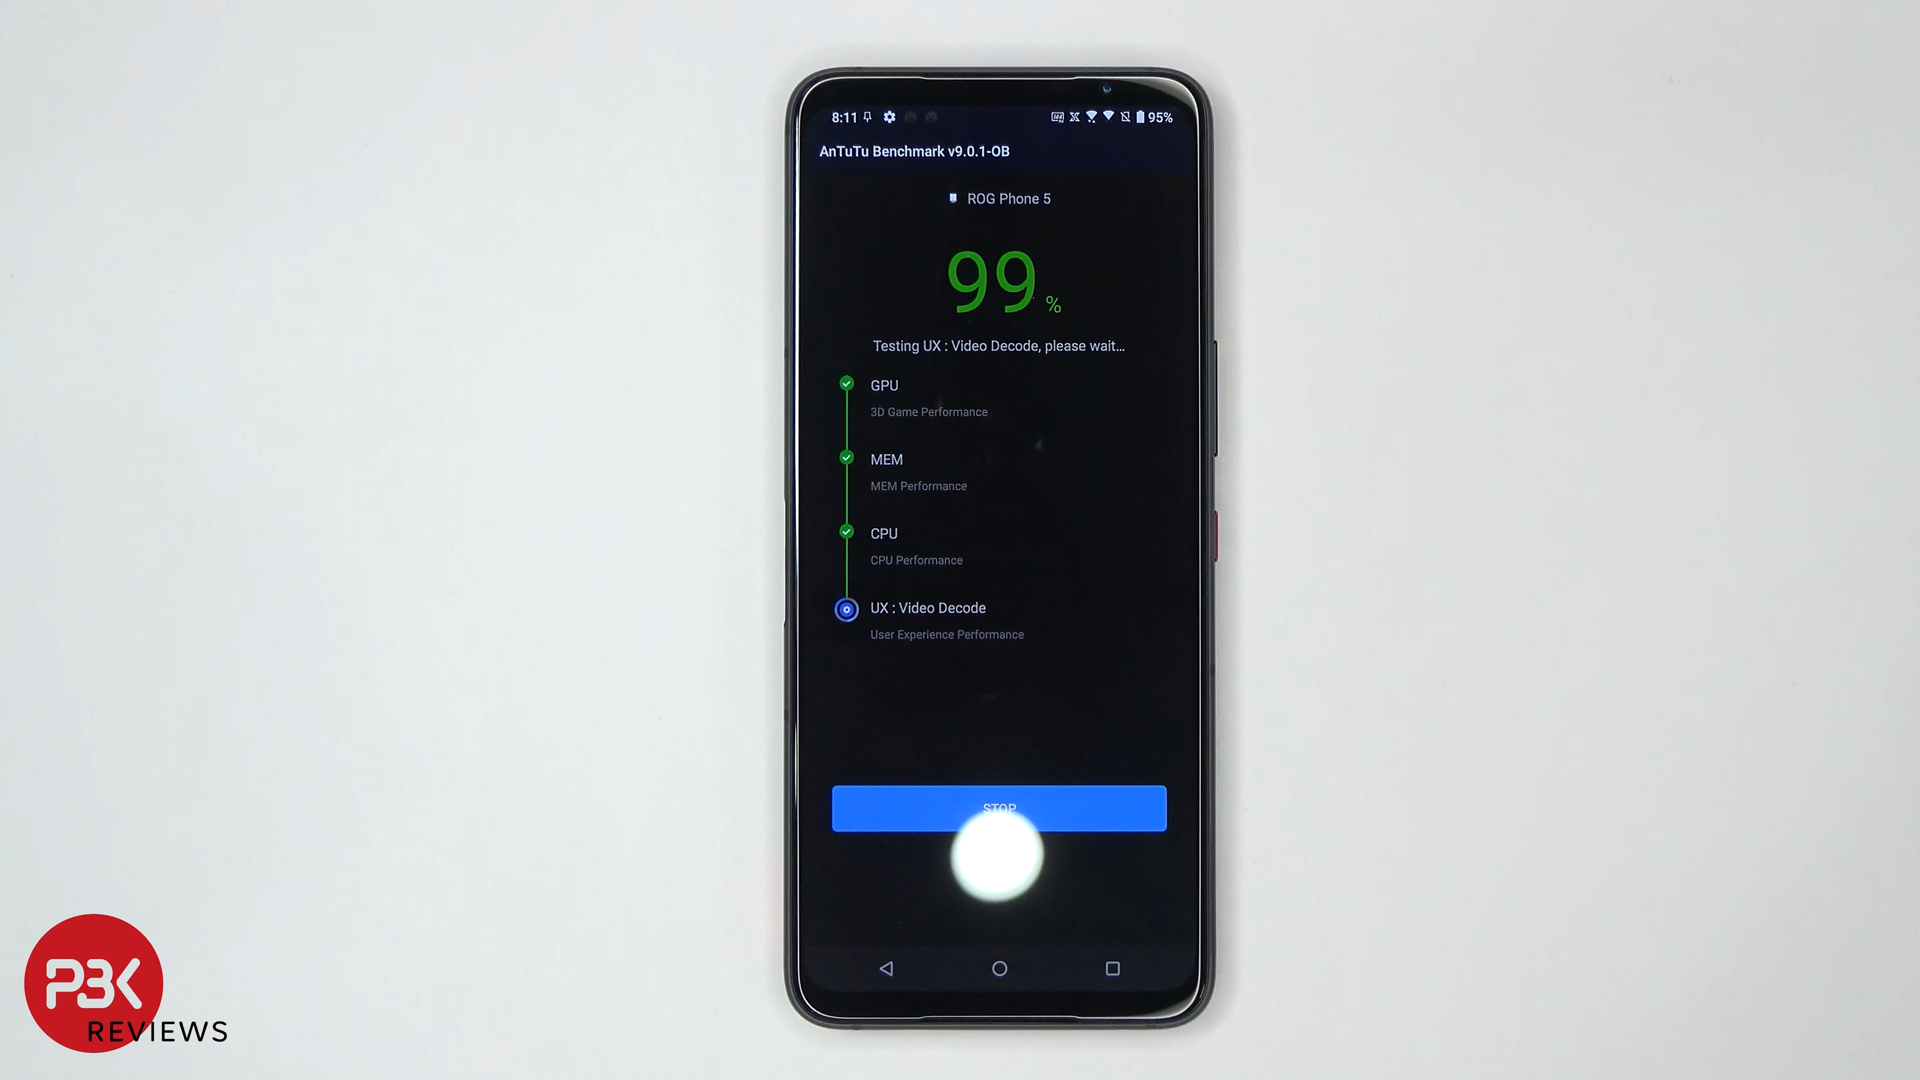 8:11 95%
AnTuTu Benchmark v9.0.1-OB
ROG Phone 5
99 %
Testing UX : Video Decode, please wait...
GPU
3D Game Performance
MEM
MEM Performance
CPU
CPU Performance
UX : Video Decode
User Experience Performance
STOP
PBK
REVIEWS